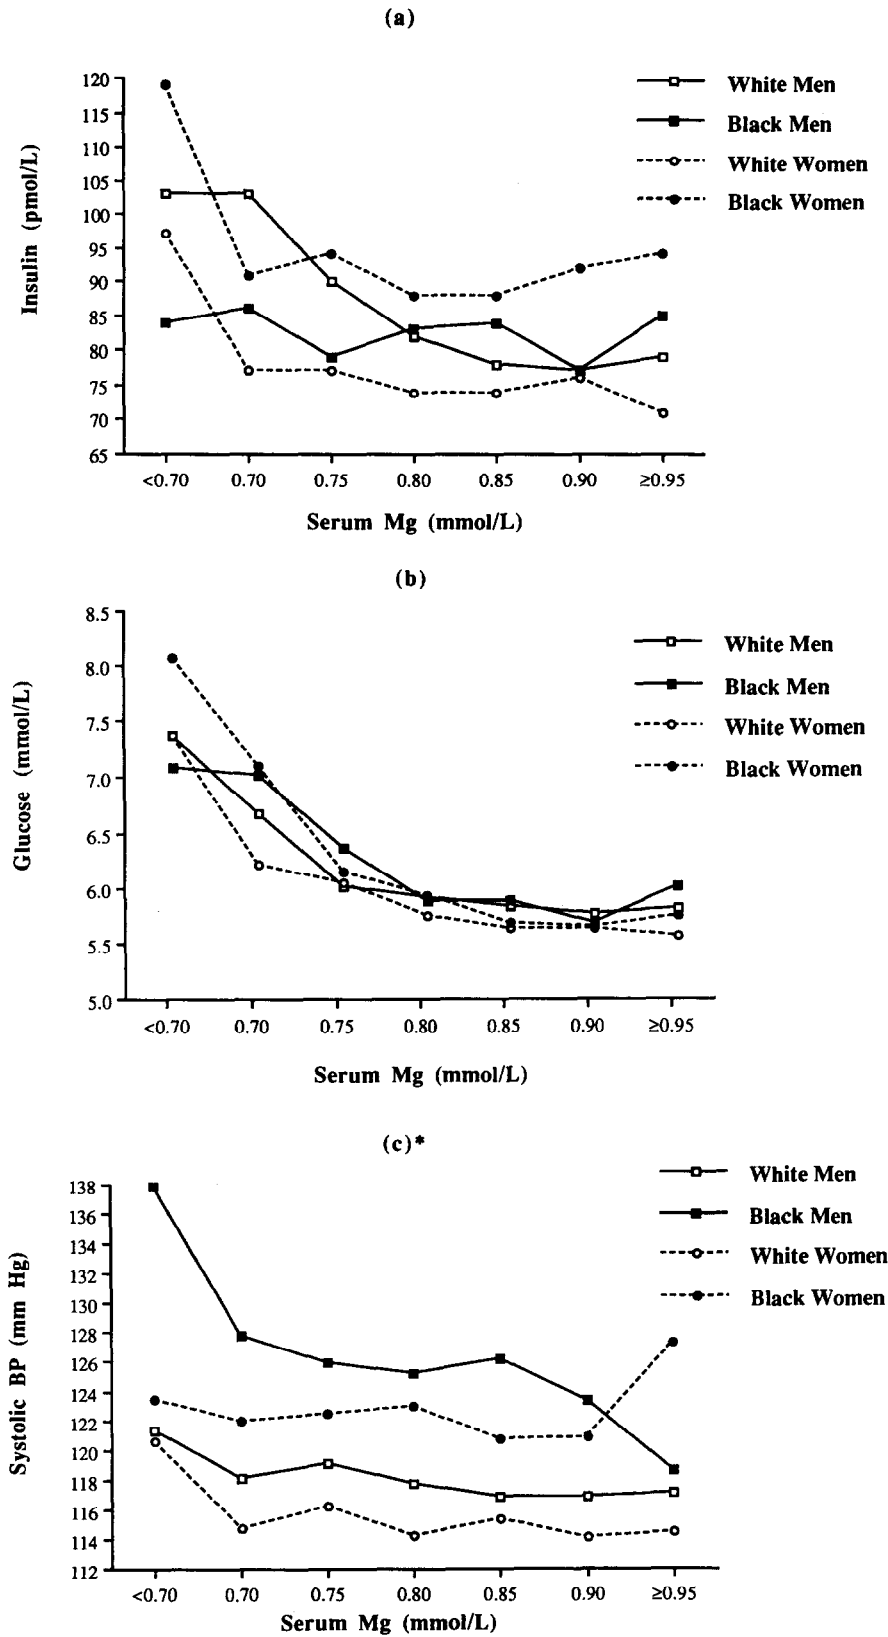 (a)
120
115
110
105
100
95
90
85
80
75
70
65
Insulin (pmol/L)
<0.70 0.70 0.75 0.80 0.85 0.90 ≥0.95
Serum Mg (mmol/L)
White Men
Black Men
White Women
Black Women
(b)
8.5
8.0
7.5
7.0
6.5
6.0
5.5
5.0
Glucose (mmol/L)
<0.70 0.70 0.75 0.80 0.85 0.90 ≥0.95
Serum Mg (mmol/L)
White Men
Black Men
White Women
Black Women
(c)*
138
136
134
132
130
128
126
124
122
120
118
116
114
112
Systolic BP (mm Hg)
<0.70 0.70 0.75 0.80 0.85 0.90 ≥0.95
Serum Mg (mmol/L)
White Men
Black Men
White Women
Black Women